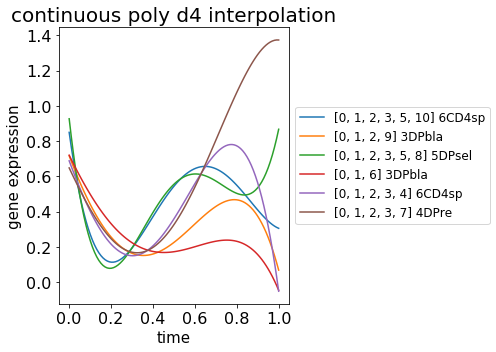 continuous poly d4 interpolation
gene expression
1.4
1.2
1.0
0.8
0.6
0.4
0.2
0.0
0.0 0.2 0.4 0.6 0.8 1.0
time
[0, 1, 2, 3, 5, 10] 6CD4sp
[0, 1, 2, 9] 3DPbla
[0, 1, 2, 3, 5, 8] 5DPsel
[0, 1, 6] 3DPbla
[0, 1, 2, 3, 4] 6CD4sp
[0, 1, 2, 3, 7] 4DPre